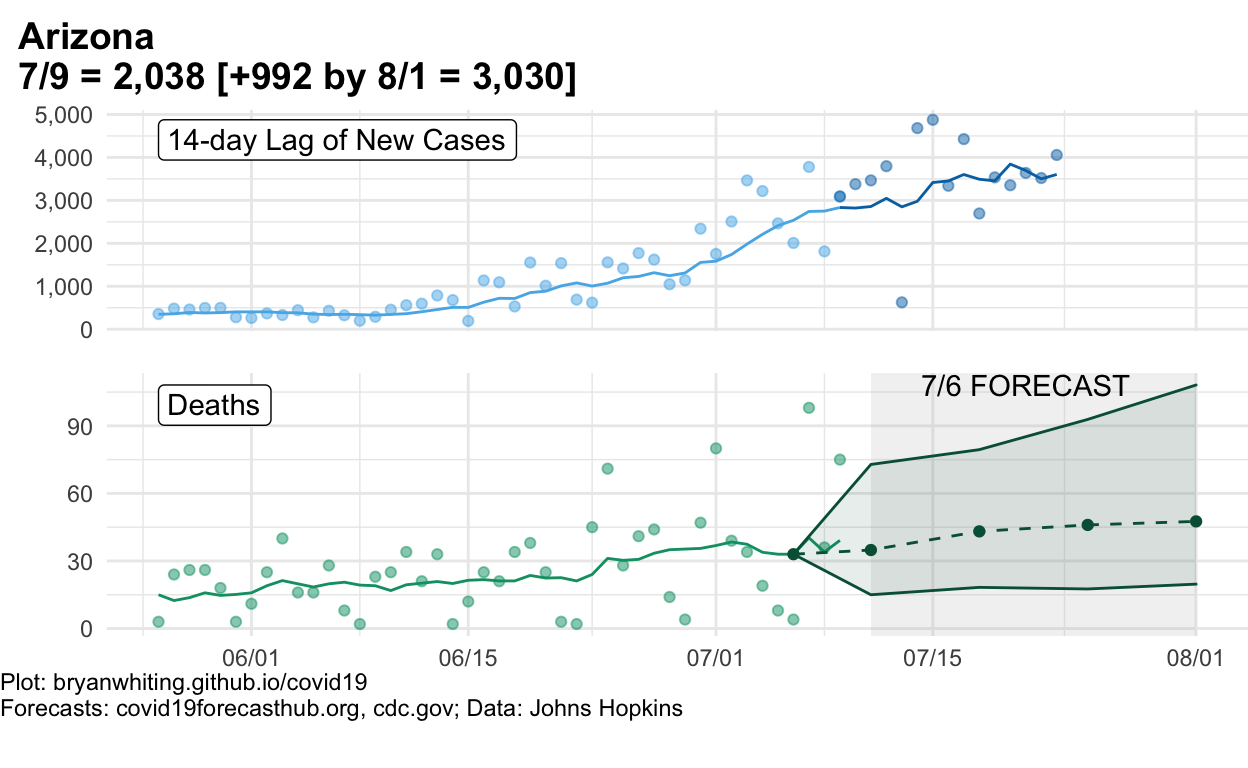 Arizona
7/9 = 2,038 [+992 by 8/1 = 3,030]
5,000
14-day Lag of New Cases
4,000
3,000
2,000
1,000
0
7/6 FORECAST
Deaths
90
60
30
0
06/01 06/15 07/01 07/15 08/01
Plot: bryanwhiting.github.io/covid19
Forecasts: covid19forecasthub.org, cdc.gov; Data: Johns Hopkins